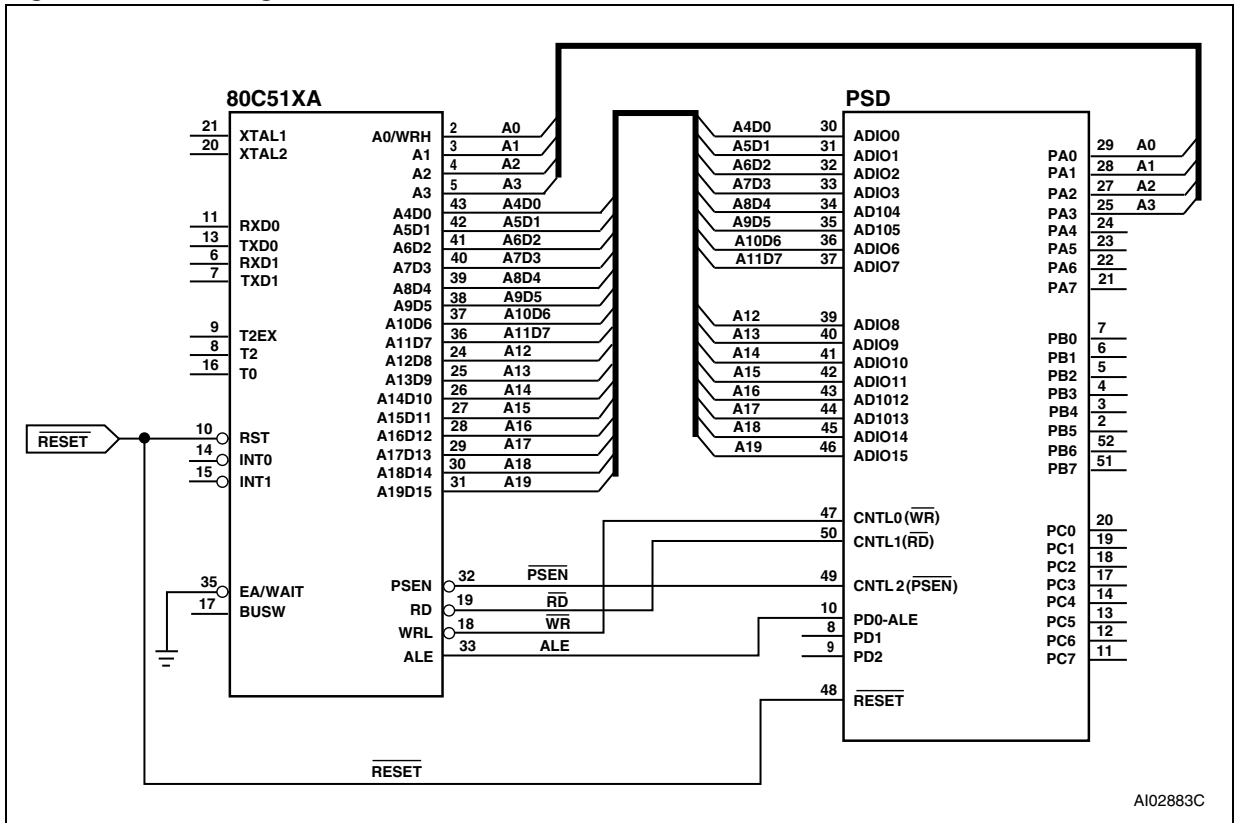 80C51XA
21 XTAL1
20 XTAL2
11 RXD0
13 TXD0
6 RXD1
7 TXD1
9 T2EX
8 T2
16 T0
RESET
10 RST
14 INT0
15 INT1
35 EA/WAIT
17 BUSW
A0/WRH 2 A0
A1 3 A1
A2 4 A2
A3 5 A3
A4D0 43 A4D0
A5D1 42 A5D1
A6D2 41 A6D2
A7D3 40 A7D3
A8D4 39 A8D4
A9D5 38 A9D5
A10D6 37 A10D6
A11D7 36 A11D7
A12D8 24 A12
A13D9 25 A13
A14D10 26 A14
A15D11 27 A15
A16D12 28 A16
A17D13 29 A17
A18D14 30 A18
A19D15 31 A19
PSEN 32 PSEN
RD 19 RD
WRL 18 WR
ALE 33 ALE
RESET
PSD
A4D0 30 ADIO0
A5D1 31 ADIO1
A6D2 32 ADIO2
A7D3 33 ADIO3
A8D4 34 AD104
A9D5 35 AD105
A10D6 36 ADIO6
A11D7 37 ADIO7
A12 39 ADIO8
A13 40 ADIO9
A14 41 ADIO10
A15 42 ADIO11
A16 43 AD1012
A17 44 AD1013
A18 45 ADIO14
A19 46 ADIO15
47 CNTL0(WR)
50 CNTL1(RD)
49 CNTL2(PSEN)
10 PD0-ALE
8 PD1
9 PD2
48 RESET
PA0 29 A0
PA1 28 A1
PA2 27 A2
PA3 25 A3
PA4 24
PA5 23
PA6 22
PA7 21
PB0 7
PB1 6
PB2 5
PB3 4
PB4 3
PB5 2
PB6 52
PB7 51
PC0 20
PC1 19
PC2 18
PC3 17
PC4 14
PC5 13
PC6 12
PC7 11
AI02883C